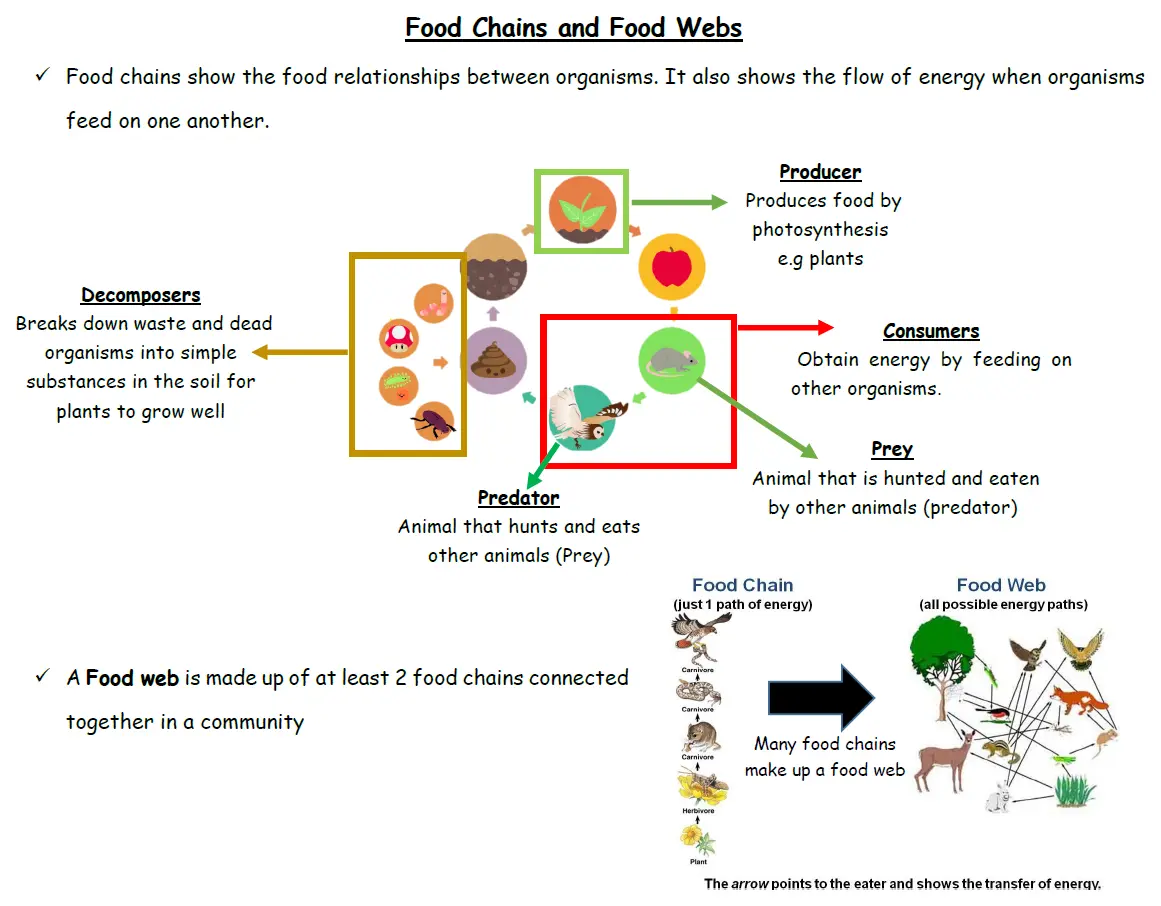 Food Chains and Food Webs
✓ Food chains show the food relationships between organisms. It also shows the flow of energy when organisms
feed on one another.
Producer
Produces food by
photosynthesis
e.g plants
Decomposers
Breaks down waste and dead
organisms into simple
substances in the soil for
plants to grow well
Consumers
Obtain energy by feeding on
other organisms.
Prey
Animal that is hunted and eaten
by other animals (predator)
Predator
Animal that hunts and eats
other animals (Prey)
✓ A Food web is made up of at least 2 food chains connected
together in a community
Food Chain
(just 1 path of energy)
Carnivore
Carnivore
Carnivore
Herbivore
Plant
Many food chains
make up a food web
Food Web
(all possible energy paths)
The arrow points to the eater and shows the transfer of energy.